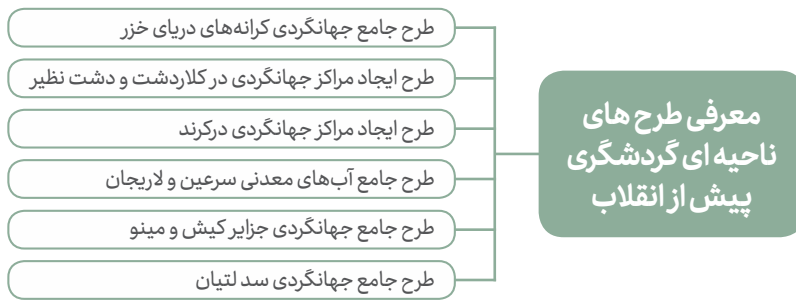 معرفی طرح های
ناحیه ای گردشگری
پیش از انقلاب
طرح جامع جهانگردی کرانه‌های دریای خزر
طرح ایجاد مراکز جهانگردی در کلاردشت و دشت نظیر
طرح ایجاد مراکز جهانگردی درکرند
طرح جامع آب‌های معدنی سرعین و لاریجان
طرح جامع جهانگردی جزایر کیش و مینو
طرح جامع جهانگردی سد لتیان